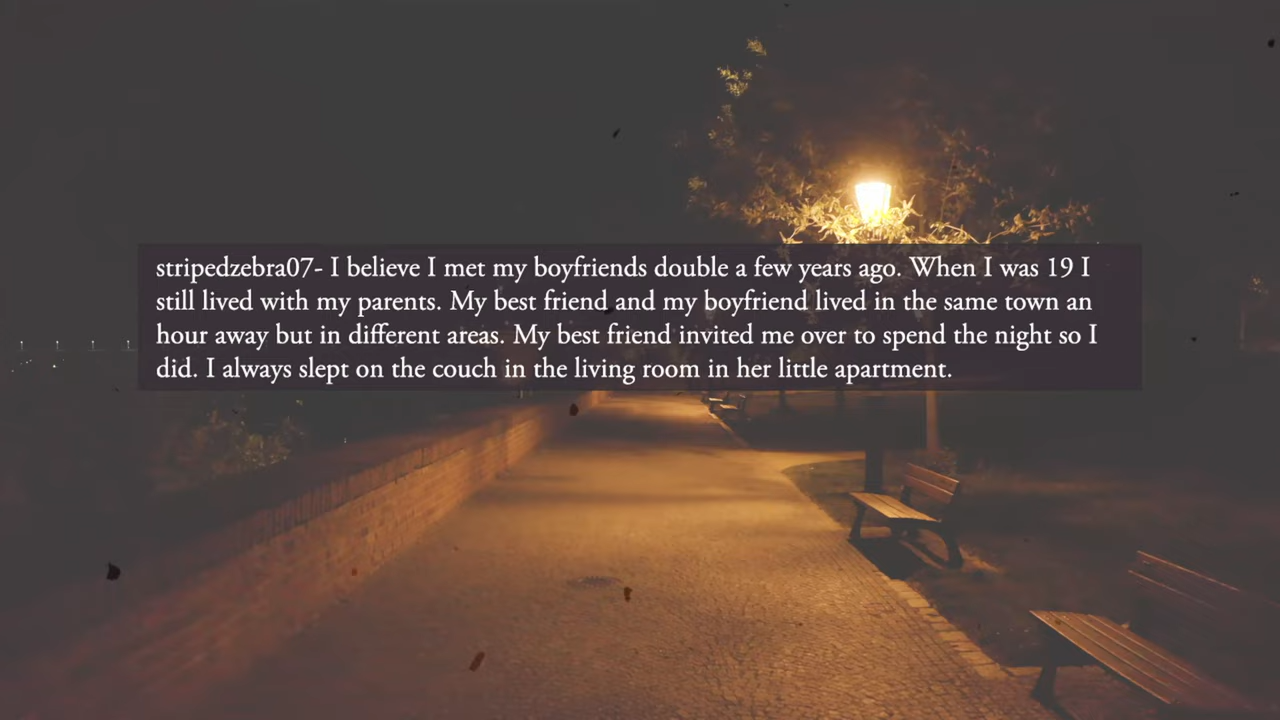 stripedzebra07- I believe I met my boyfriends double a few years ago. When I was 19 I
still lived with my parents. My best friend and my boyfriend lived in the same town an
hour away but in different areas. My best friend invited me over to spend the night so I
did. I always slept on the couch in the living room in her little apartment.